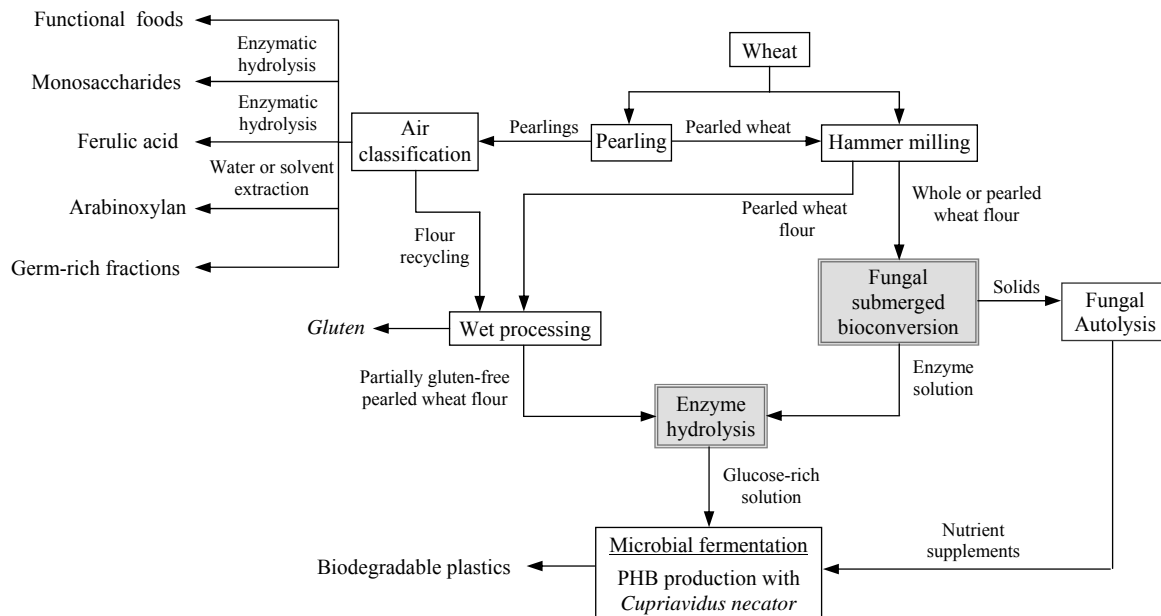 Functional  foods
Enzymatic
hydrolysis
Monosaccharides
Enzymatic
hydrolysis
Ferulic acid
Water or solvent
extraction
Arabinoxylan
Germ-rich fractions
Air
classification
Pearlings
Wheat
Pearling
Pearled wheat
Hammer milling
Flour
recycling
Pearled wheat
flour
Whole or pearled
wheat flour
Gluten
Wet processing
Fungal
submerged
bioconversion
Solids
Fungal
Autolysis
Partially gluten-free
pearled wheat flour
Enzyme
solution
Enzyme
hydrolysis
Glucose-rich
solution
Nutrient
supplements
Biodegradable plastics
Microbial fermentation
PHB production with
Cupriavidus necator